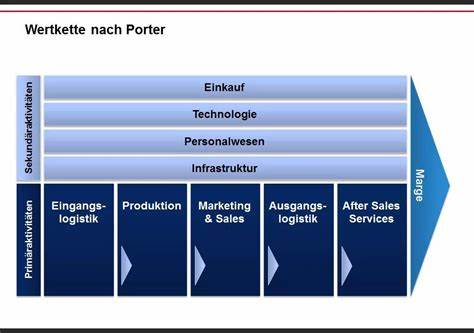 Wertkette nach Porter
Sekundäraktivitäten
Einkauf
Technologie
Personalwesen
Infrastruktur
Marge
Primäraktivitäten
Eingangs-
logistik
Produktion
Marketing
& Sales
Ausgangs-
logistik
After Sales
Services